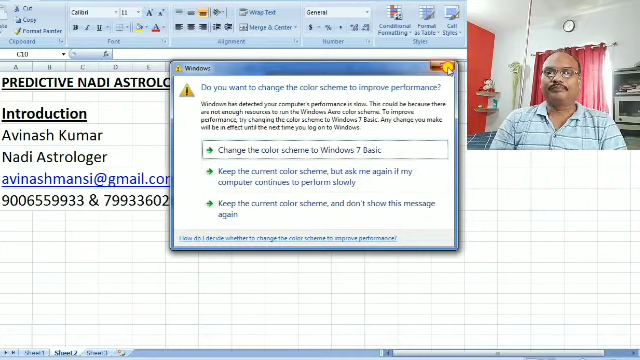 Cut
Copy
Format Painter
Clipboard
Calibri
11
Font
Wrap Text
Merge & Center
Alignment
General
Number
Conditional Formatting
Format as Table
Cell Styles
Styles
C10
fx
A B C D E
PREDICTIVE NADI ASTROLO
Introduction
Avinash Kumar
Nadi Astrologer
avinashmansi@gmail.com
9006559933 & 79933602
Windows
Do you want to change the color scheme to improve performance?
Windows has detected your computer's performance is slow. This could be because
there are not enough resources to run the Windows Aero color scheme. To improve
performance, try changing the color scheme to Windows 7 Basic. Any change you make
will be in effect until the next time you log on to Windows.
Change the color scheme to Windows 7 Basic
Keep the current color scheme, but ask me again if my
computer continues to perform slowly
Keep the current color scheme, and don't show this message
again
How do I decide whether to change the color scheme to improve performance?
Sheet1 Sheet2 Sheet3